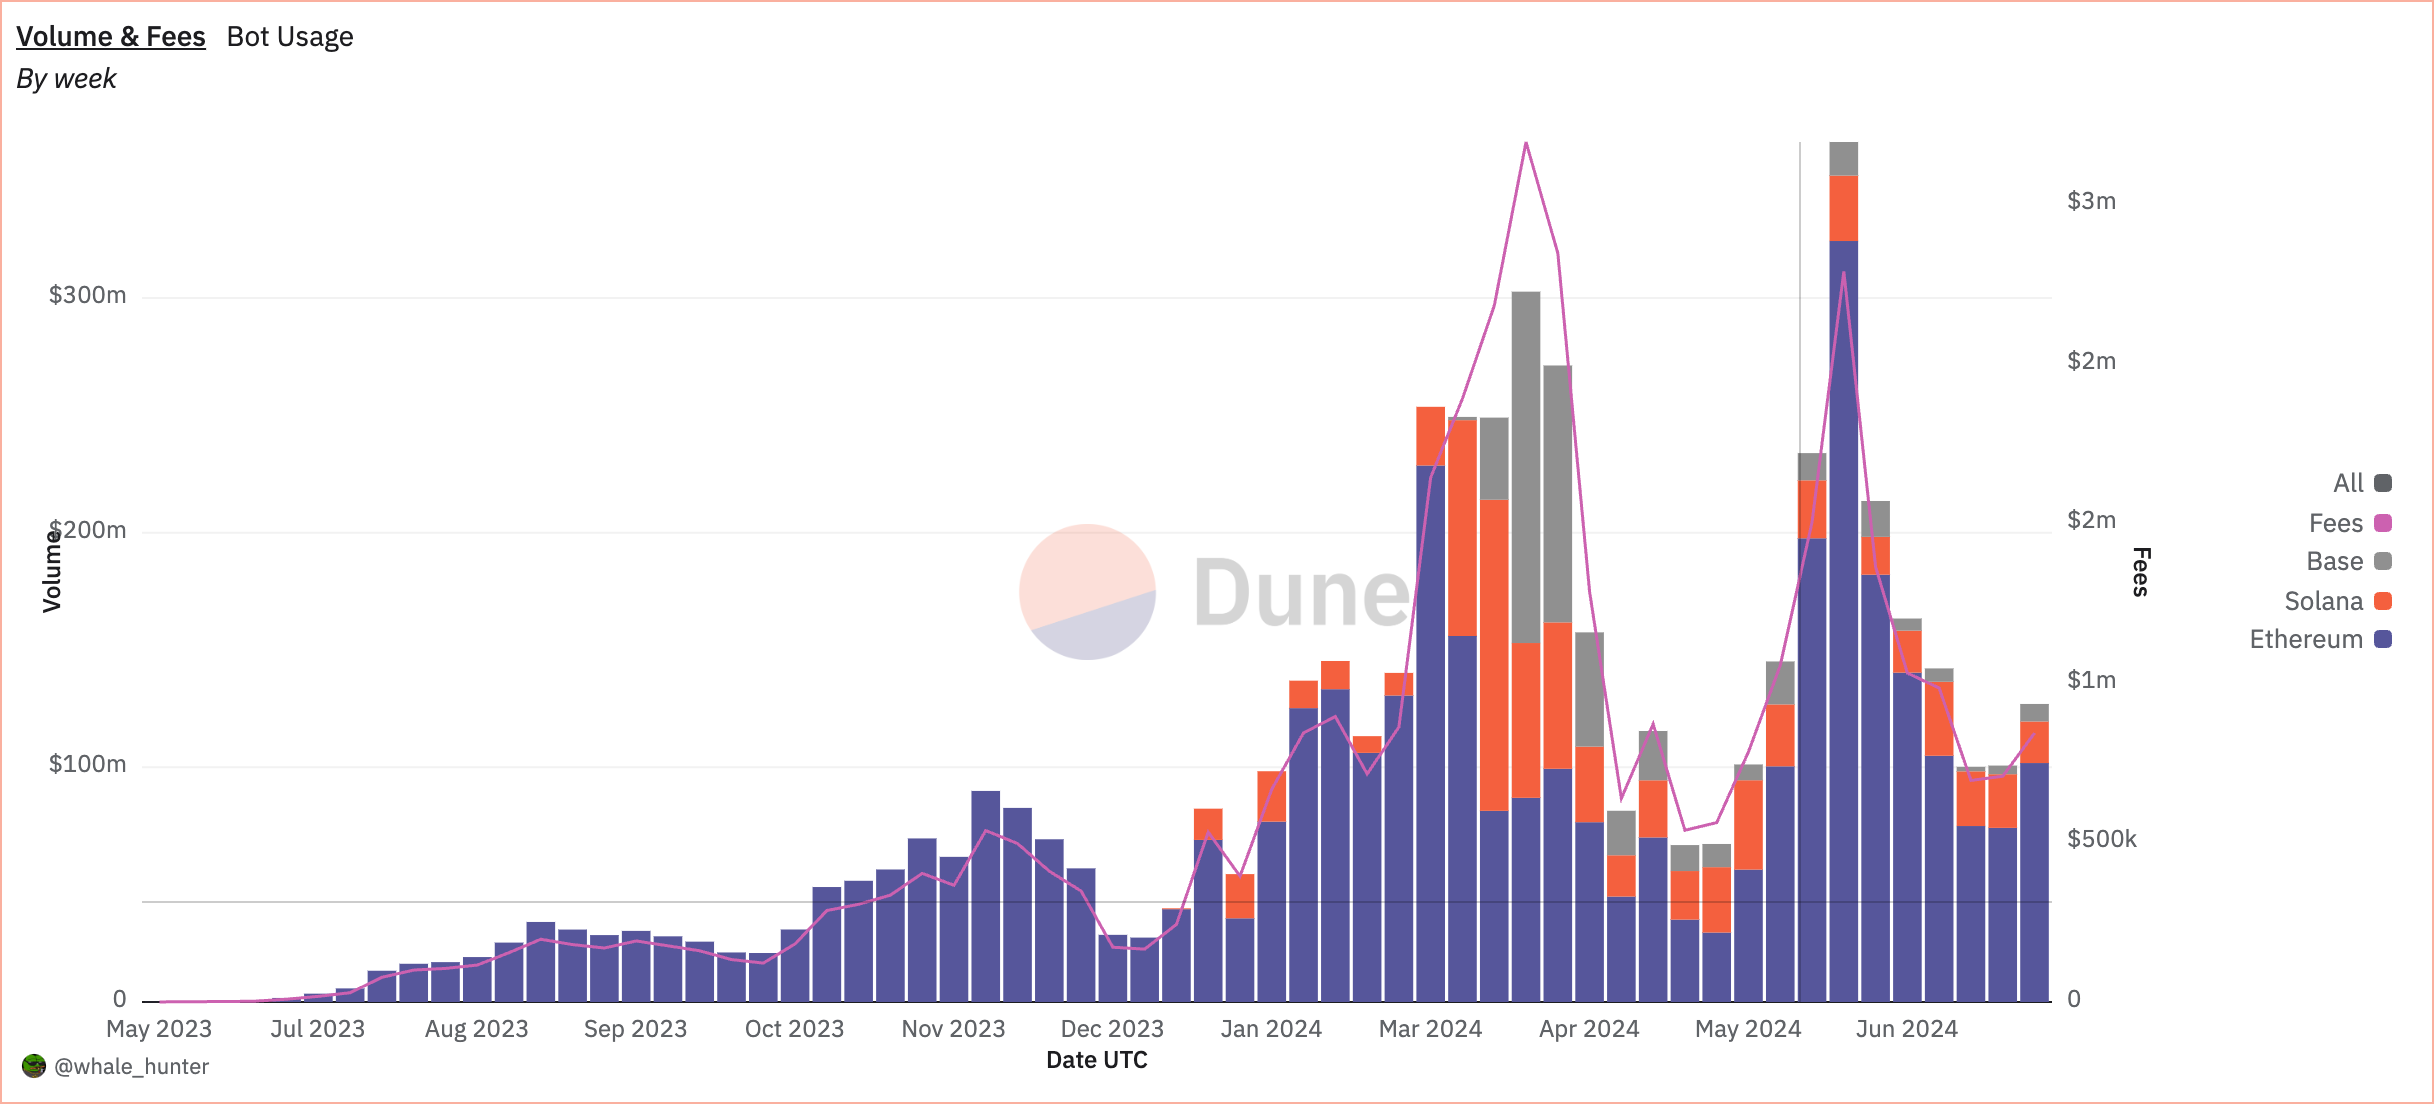 Volume & Fees Bot Usage
By week
$300m
$200m
$100m
0
Volume
$3m
$2m
$2m
$1m
$500k
0
Fees
All
Fees
Base
Solana
Ethereum
Dune
May 2023 Jul 2023 Aug 2023 Sep 2023 Oct 2023 Nov 2023 Dec 2023 Jan 2024 Mar 2024 Apr 2024 May 2024 Jun 2024
Date UTC
@whale_hunter